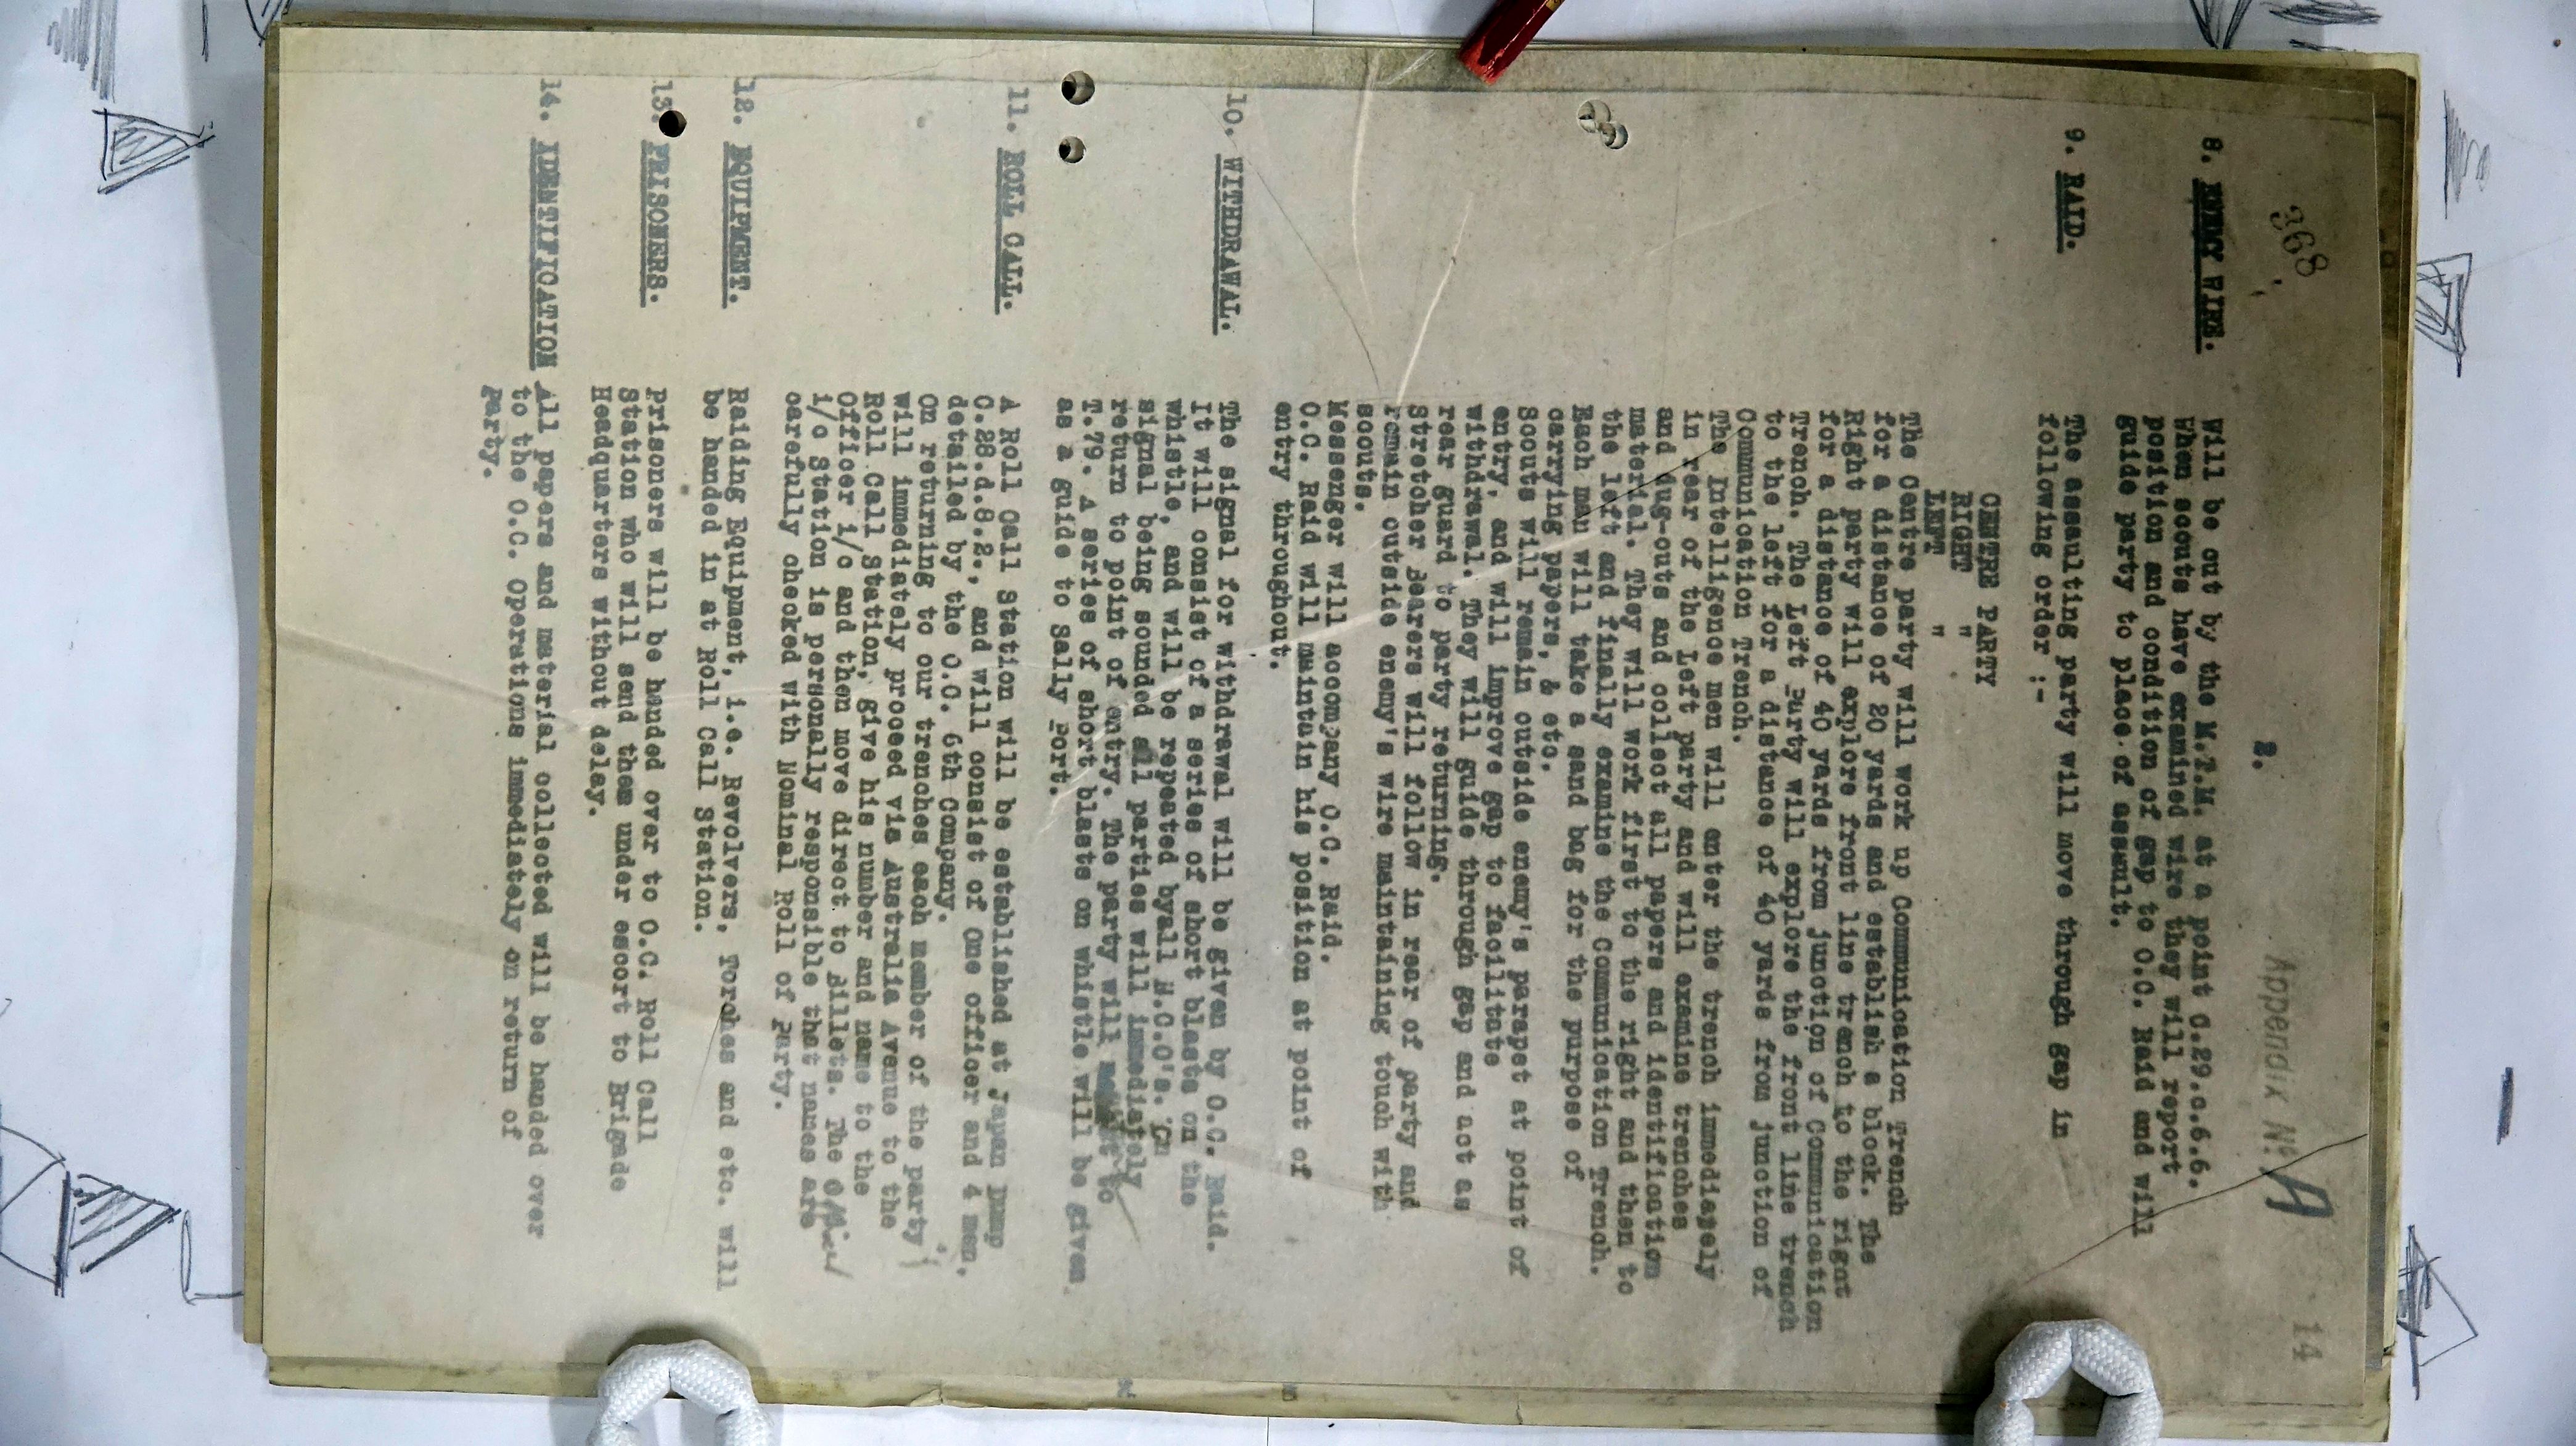 368
2.
Appendix No A
14
8. ENEMY WIRE. Will be cut by the M.T.M. at a point C.29.c.6.6.
When scouts have examined wire they will report
position and condition of gap to O.C. Raid and will
guide party to place of assault.
9. RAID. The assaulting party will move through gap in
following order :-
CENTRE PARTY
RIGHT "
LEFT "
The Centre party will work up Communication Trench
for a distance of 20 yards and establish a block. The
Right party will explore front line trench to the right
for a distance of 40 yards from junction of Communication
Trench. The Left Party will explore the front line trench
to the left for a distance of 40 yards from junction of
Communication Trench.
The Intelligence men will enter the trench immediately
in rear of the Left party and will examine trenches
and dug-outs and collect all papers and identification
material. They will work first to the right and then to
the left and finally examine the Communication Trench.
Each man will take a sand bag for the purpose of
carrying papers, & etc.
Scouts will remain outside enemy's parapet at point of
entry, and will improve gap to facilitate
withdrawal. They will guide through gap and act as
rear guard to party returning.
Stretcher Bearers will follow in rear of party and
remain outside enemy's wire maintaining touch with
scouts.
Messenger will accompany O.C. Raid.
O.C. Raid will maintain his position at point of
entry throughout.
10. WITHDRAWAL. The signal for withdrawal will be given by O.C. Raid.
It will consist of a series of short blasts on the
whistle, and will be repeated byall N.C.O's. On
signal being sounded all parties will immediately
return to point of entry. The party will to
T.79. A series of short blasts on whistle will be given
as a guide to Sally Port.
11. ROLL CALL. A Roll Call Station will be established at Japan Dump
C.28.d.8.2., and will consist of One officer and 4 men,
detailed by the O.C. 6th Company.
On returning to our trenches each member of the party
will immediately proceed via Australia Avenue to the
Roll Call Station, give his number and name to the
Officer i/c and then move direct to Billets. The Officer
i/c Station is personally responsible that names are
carefully checked with Nominal Roll of Party.
12. EQUIPMENT. Raiding Equipment, i.e. Revolvers, Torches and etc. will
be handed in at Roll Call Station.
13. PRISONERS. Prisoners will be handed over to O.C. Roll Call
Station who will send them under escort to Brigade
Headquarters without delay.
14. IDENTIFICATION All papers and material collected will be handed over
to the O.C. Operations immediately on return of
Party.